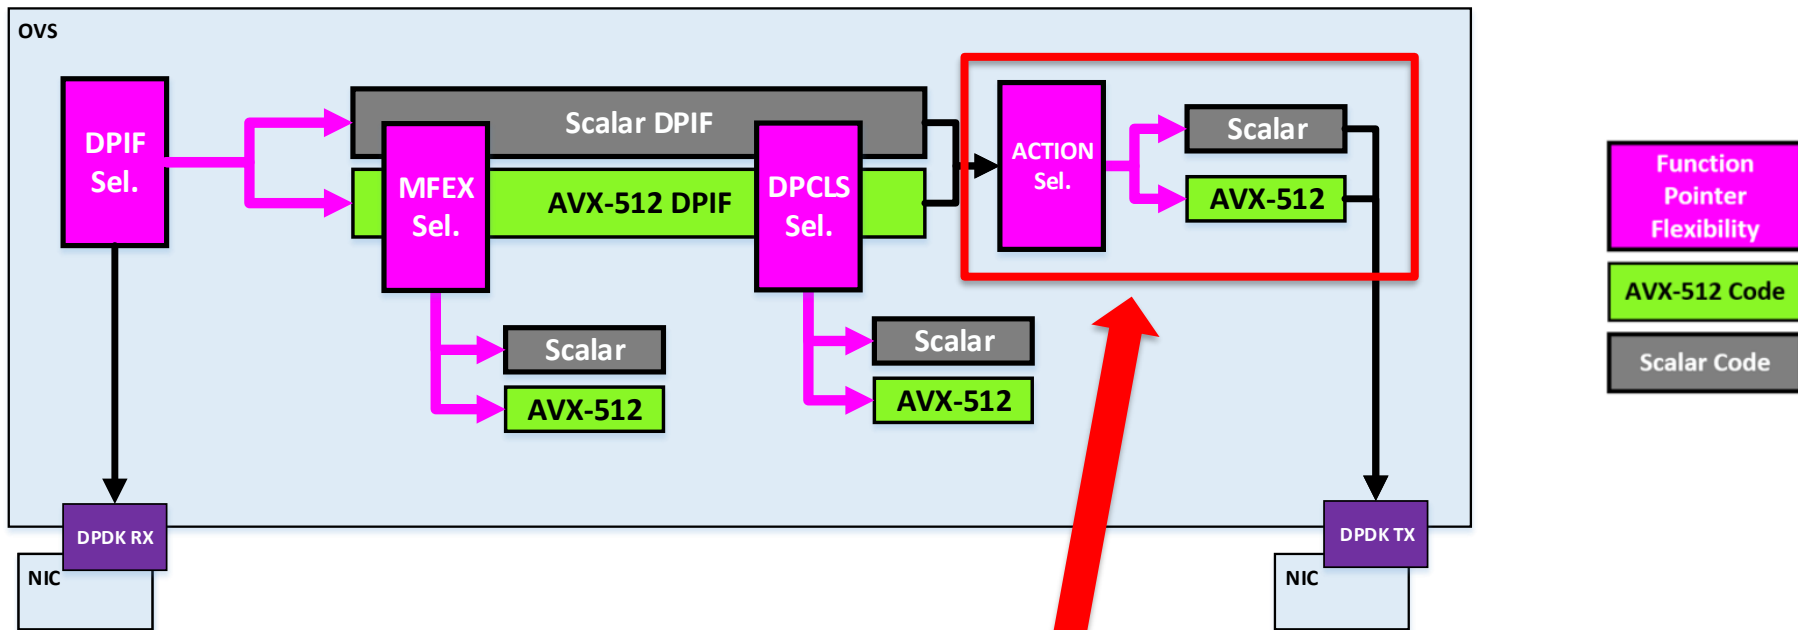 OVS
DPIF
Sel.
Scalar DPIF
MFEX
Sel.
AVX-512 DPIF
DPCLS
Sel.
ACTION
Sel.
Scalar
AVX-512
Scalar
AVX-512
Scalar
AVX-512
DPDK RX
NIC
DPDK TX
NIC
Function
Pointer
Flexibility
AVX-512 Code
Scalar Code